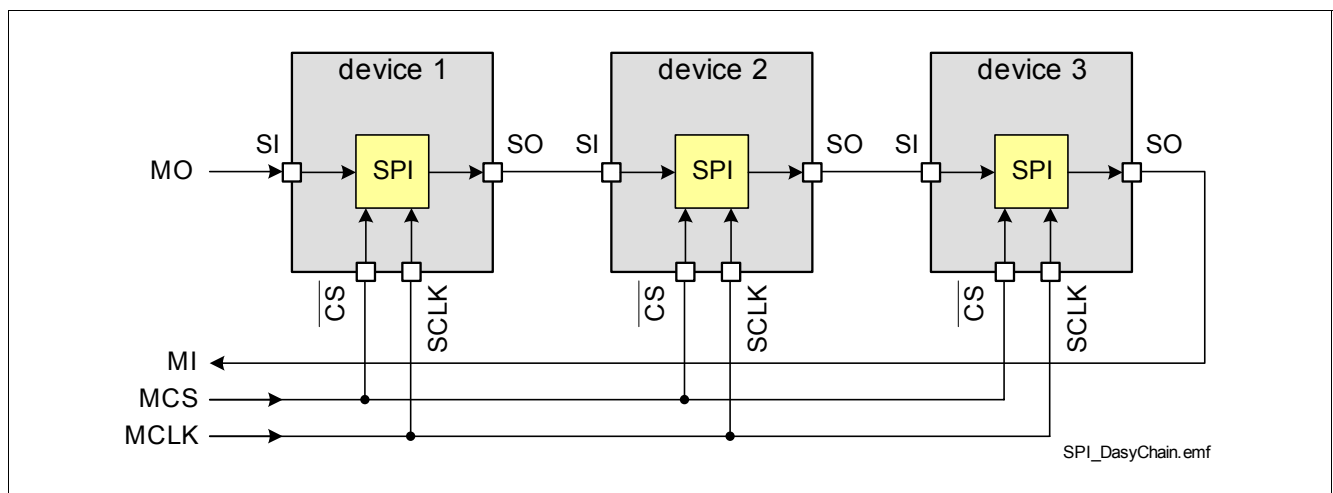 device 1
device 2
device 3
SI
SO
SI
SO
SI
SO
MO
SPI
SPI
SPI
CS
SCLK
CS
SCLK
CS
SCLK
MI
MCS
MCLK
SPI_DasyChain.emf